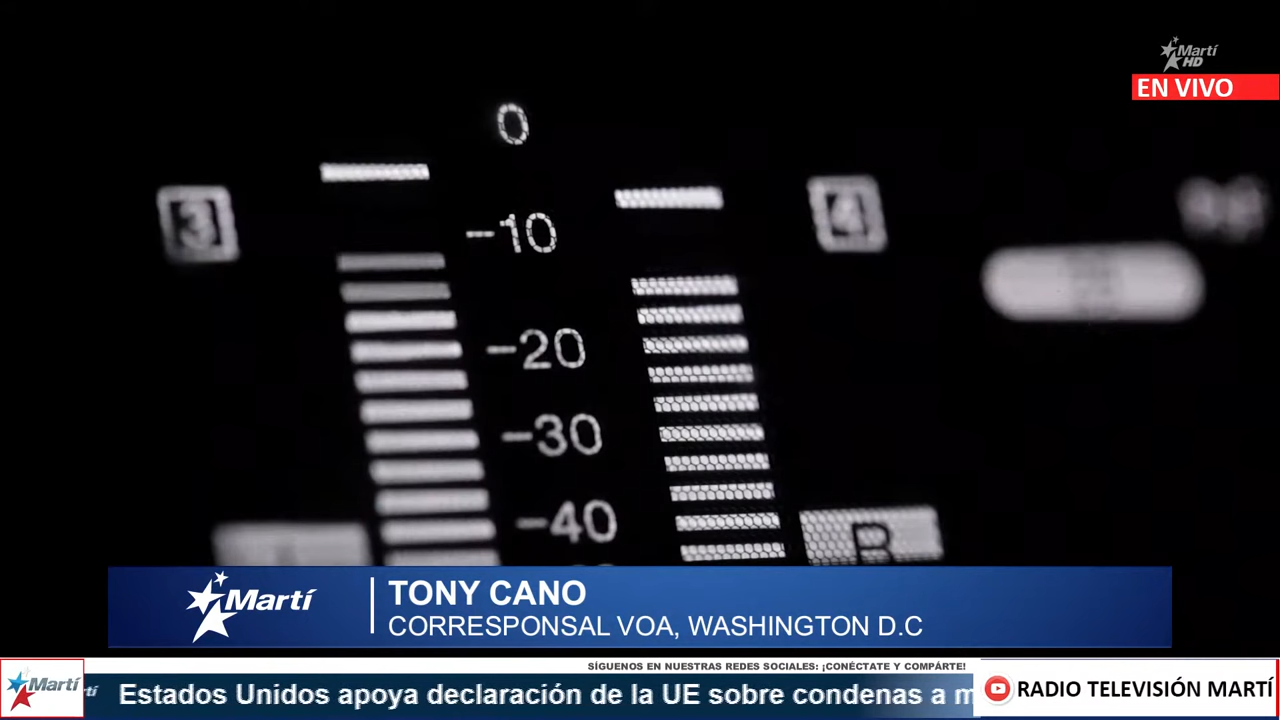 Martí
HD
EN VIVO
0
3
4
-10
-20
-30
-40
R
Martí
TONY CANO
CORRESPONSAL VOA, WASHINGTON D.C
SÍGUENOS EN NUESTRAS REDES SOCIALES: ¡CONÉCTATE Y COMPÁRTE!
Martí
Estados Unidos apoya declaración de la UE sobre condenas a
RADIO TELEVISIÓN MARTÍ